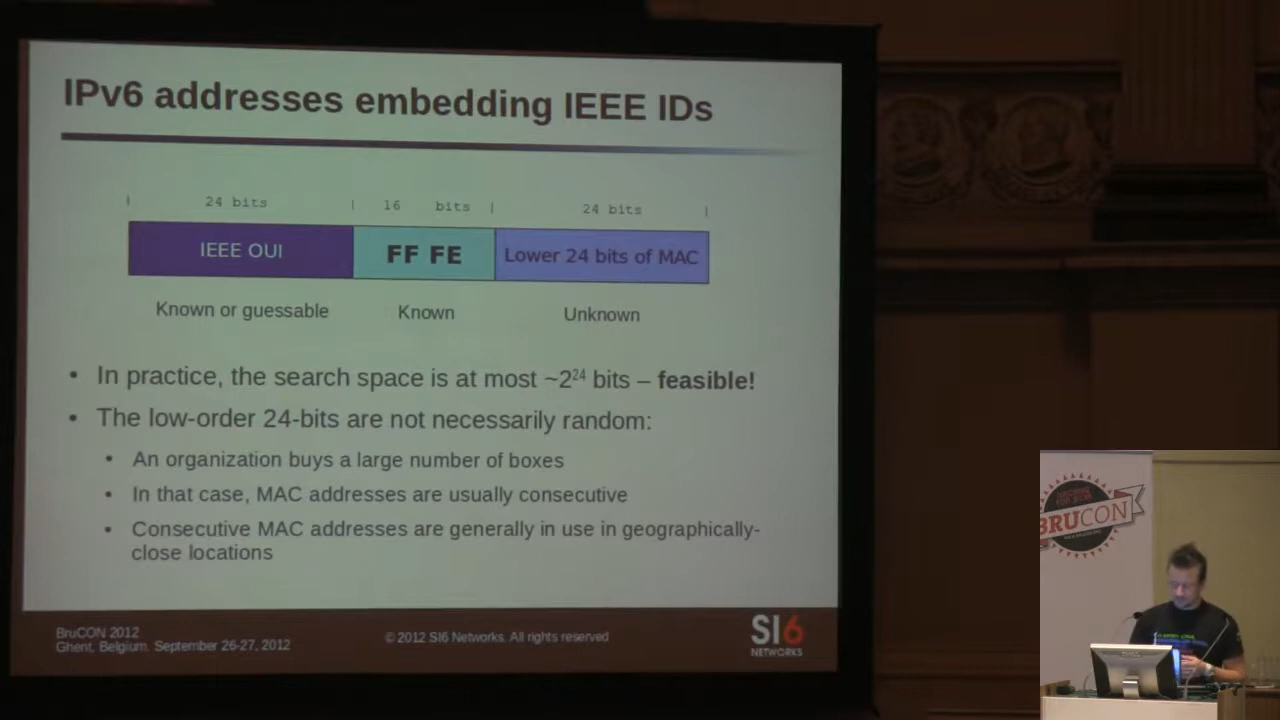 IPv6 addresses embedding IEEE IDs
| 24 bits | 16 bits | 24 bits |
IEEE OUI FF FE Lower 24 bits of MAC
Known or guessable Known Unknown
• In practice, the search space is at most ~2²⁴ bits – feasible!
• The low-order 24-bits are not necessarily random:
• An organization buys a large number of boxes
• In that case, MAC addresses are usually consecutive
• Consecutive MAC addresses are generally in use in geographically-
close locations
BruCON 2012
Ghent, Belgium. September 26-27, 2012
© 2012 SI6 Networks. All rights reserved
SI6
NETWORKS
BRUCON